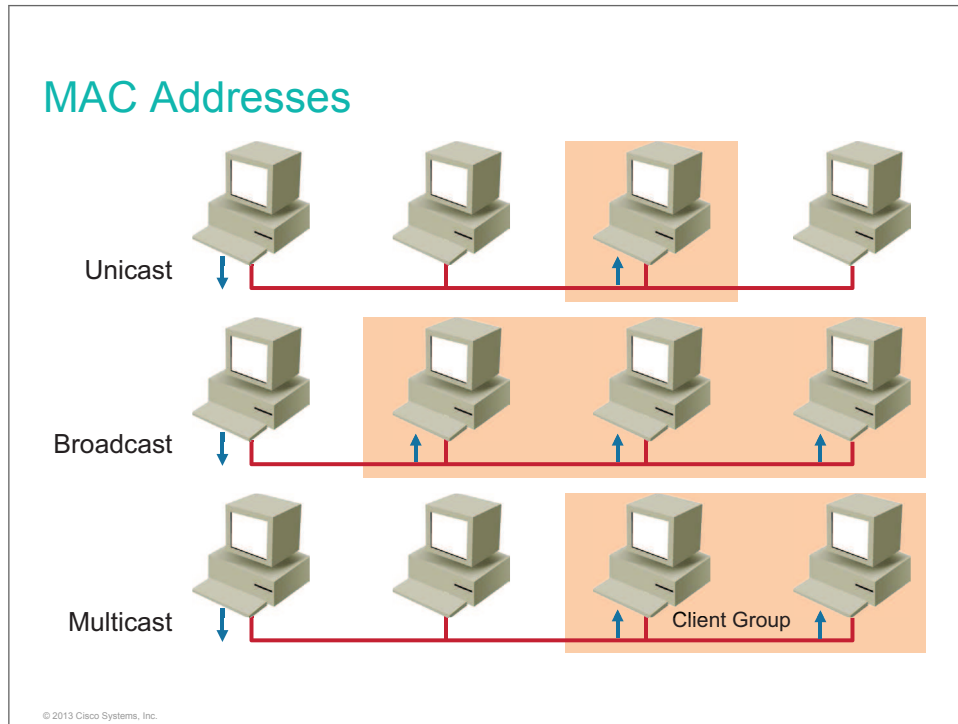 MAC Addresses
Unicast
Broadcast
Multicast
Client Group
© 2013 Cisco Systems, Inc.